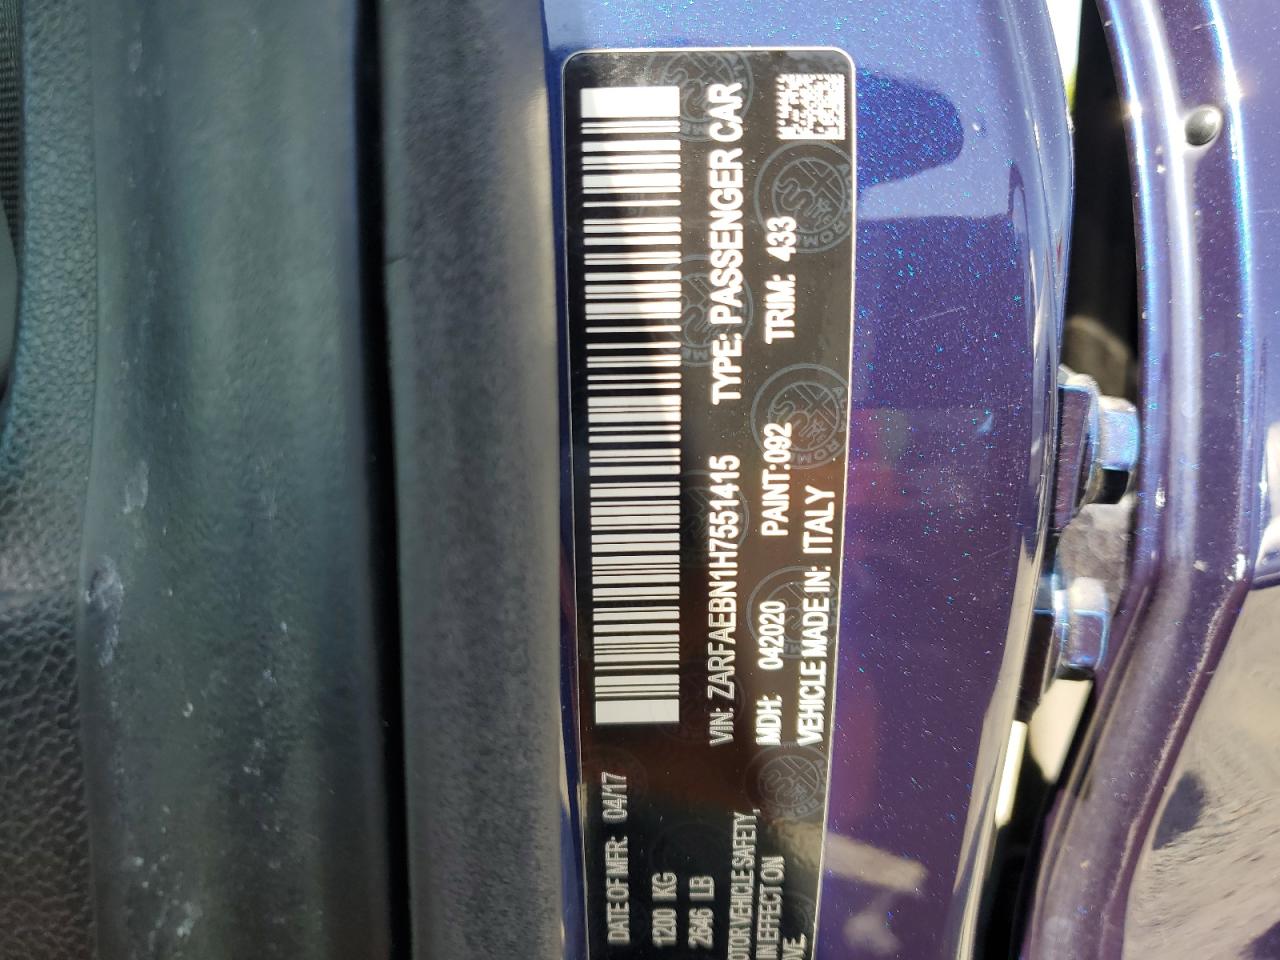 DATE OF MFR: 04/17
1200 KG
2646 LB
VIN: ZARFAEBN1H7551415 TYPE: PASSENGER CAR
MDH: 042020 PAINT:092 TRIM: 433
VEHICLE MADE IN: ITALY
VEHICLE SAFETY,
IN EFFECT ON